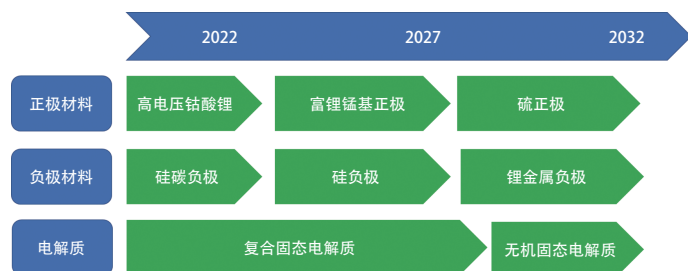 2022 2027 2032
正极材料 高电压钴酸锂 富锂锰基正极 硫正极
负极材料 硅碳负极 硅负极 锂金属负极
电解质 复合固态电解质 无机固态电解质